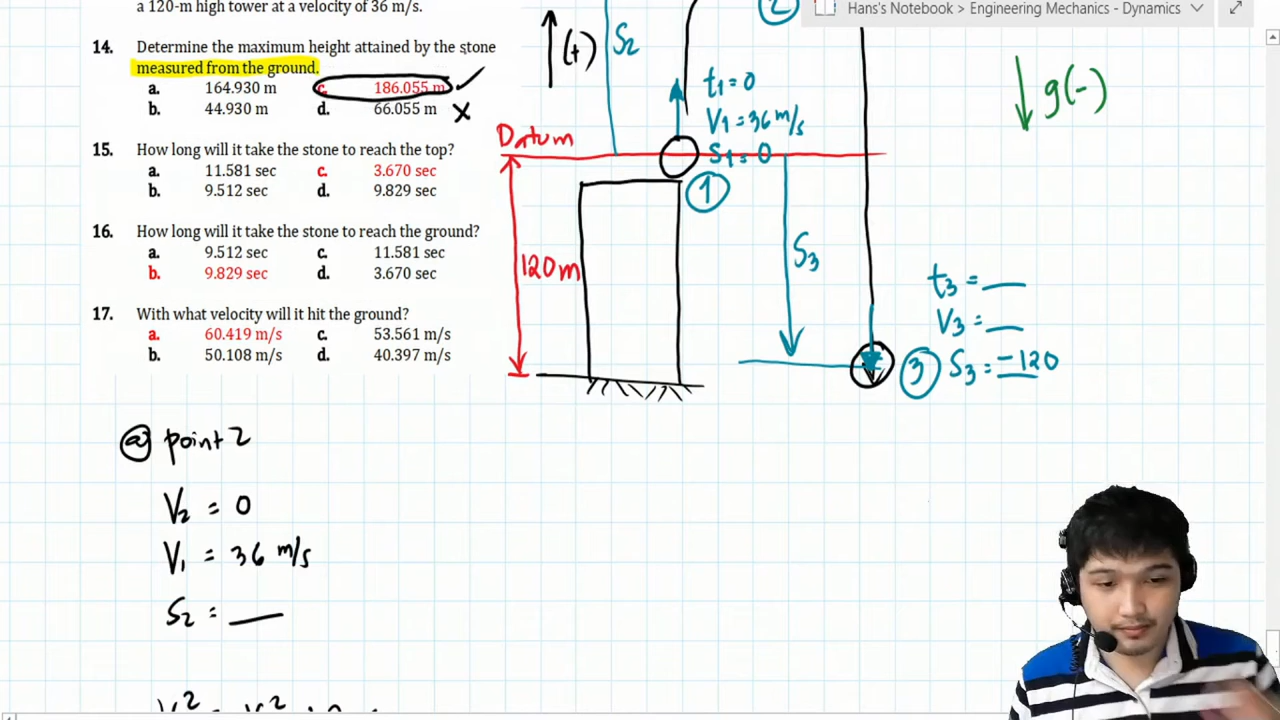 a 120-m high tower at a velocity of 36 m/s.
14. Determine the maximum height attained by the stone
measured from the ground.
a. 164.930 m c. 186.055 m
b. 44.930 m d. 66.055 m
15. How long will it take the stone to reach the top?
a. 11.581 sec c. 3.670 sec
b. 9.512 sec d. 9.829 sec
16. How long will it take the stone to reach the ground?
a. 9.512 sec c. 11.581 sec
b. 9.829 sec d. 3.670 sec
17. With what velocity will it hit the ground?
a. 60.419 m/s c. 53.561 m/s
b. 50.108 m/s d. 40.397 m/s
@ point 2
V2 = 0
V1 = 36 m/s
S2 = __
Hans's Notebook > Engineering Mechanics - Dynamics
2
(+)
S2
t1 = 0
V1 = 36 m/s
S1 = 0
Datum
1
120 m
S3
g(-)
t3 = __
V3 = __
3 S3 = -120